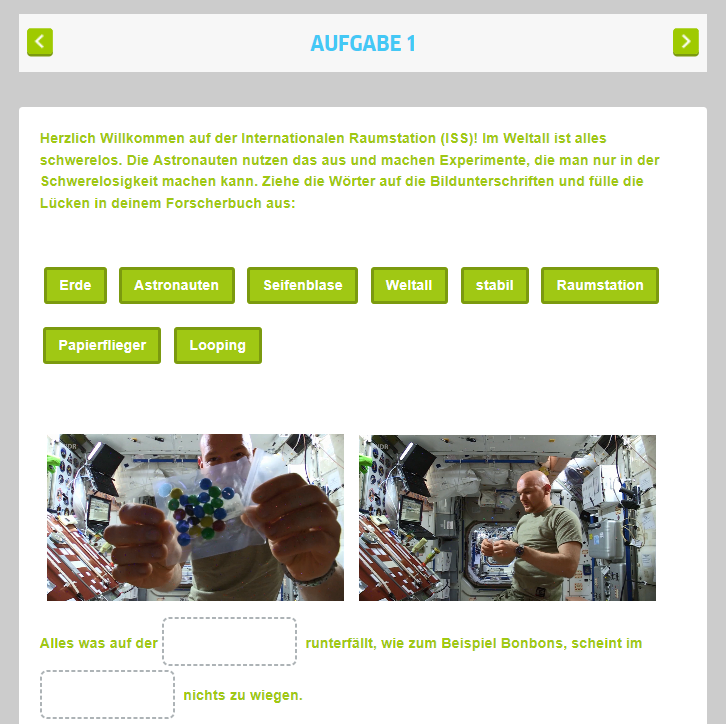 AUFGABE 1
Herzlich Willkommen auf der Internationalen Raumstation (ISS)! Im Weltall ist alles
schwerelos. Die Astronauten nutzen das aus und machen Experimente, die man nur in der
Schwerelosigkeit machen kann. Ziehe die Wörter auf die Bildunterschriften und fülle die
Lücken in deinem Forscherbuch aus:
Erde Astronauten Seifenblase Weltall stabil Raumstation
Papierflieger Looping
Alles was auf der runterfällt, wie zum Beispiel Bonbons, scheint im
nichts zu wiegen.